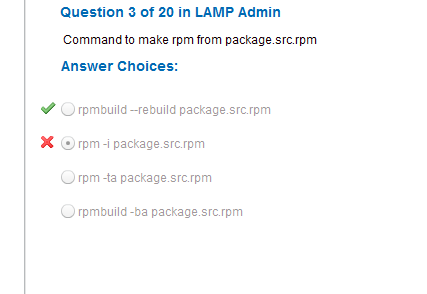 Question 3 of 20 in LAMP Admin
Command to make rpm from package.src.rpm
Answer Choices:
rpmbuild --rebuild package.src.rpm
rpm -i package.src.rpm
rpm -ta package.src.rpm
rpmbuild -ba package.src.rpm